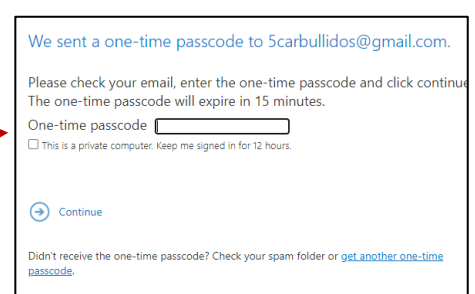 We sent a one-time passcode to 5carbullidos@gmail.com.
Please check your email, enter the one-time passcode and click continue
The one-time passcode will expire in 15 minutes.
One-time passcode
This is a private computer. Keep me signed in for 12 hours.
Continue
Didn't receive the one-time passcode? Check your spam folder or get another one-time
passcode.